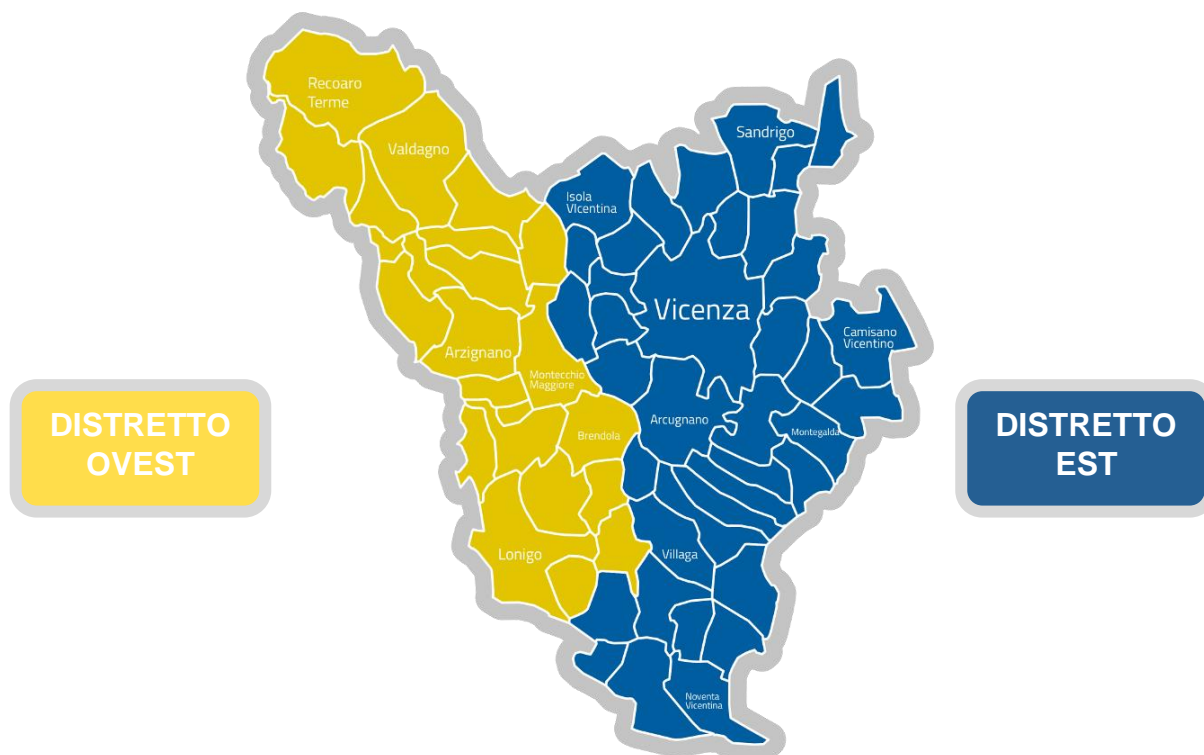 Recoaro
Terme
Valdagno
Sandrigo
Isola
VIcentina
Vicenza
Camisano
Vicentino
Arzignano
Montecchio
Maggiore
Arcugnano
Brendola
Montegalda
DISTRETTO
OVEST
DISTRETTO
EST
Lonigo
Villaga
Noventa
Vicentina